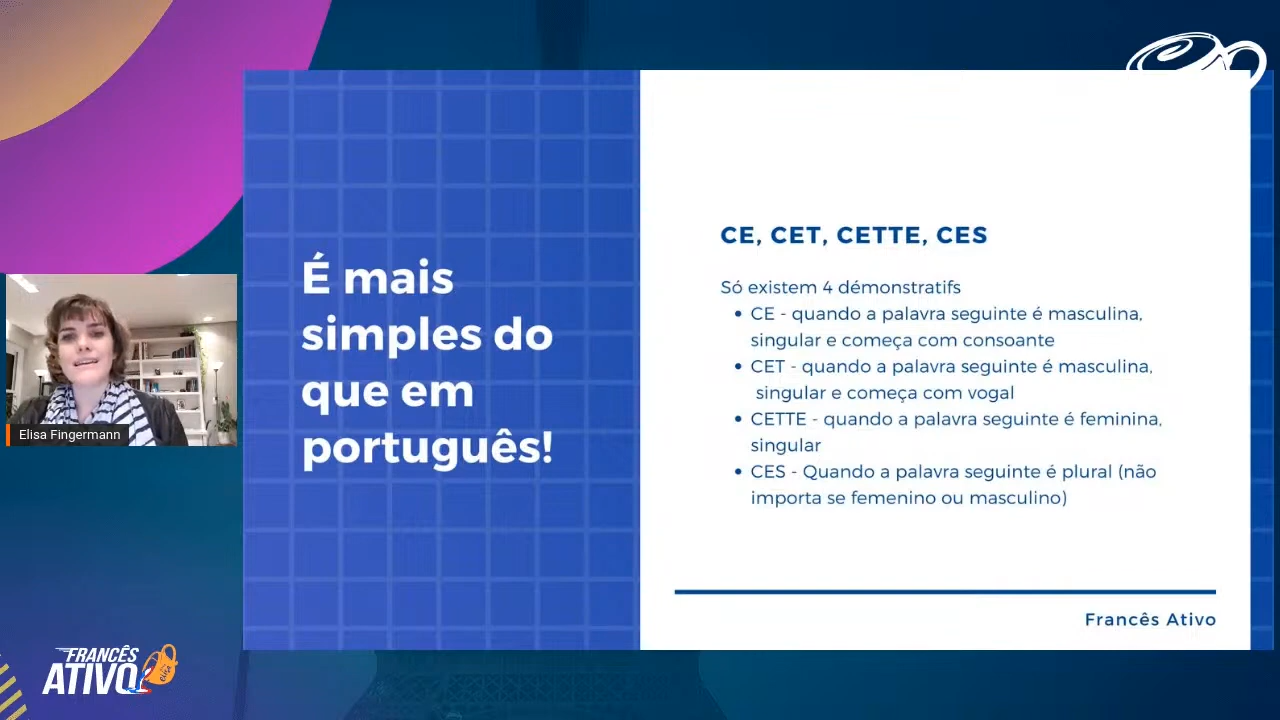 É mais
simples do
que em
português!
CE, CET, CETTE, CES
Só existem 4 démonstratifs
• CE - quando a palavra seguinte é masculina,
singular e começa com consoante
• CET - quando a palavra seguinte é masculina,
singular e começa com vogal
• CETTE - quando a palavra seguinte é feminina,
singular
• CES - Quando a palavra seguinte é plural (não
importa se femenino ou masculino)
Francês Ativo
Elisa Fingermann
FRANCÊS
ATIVO